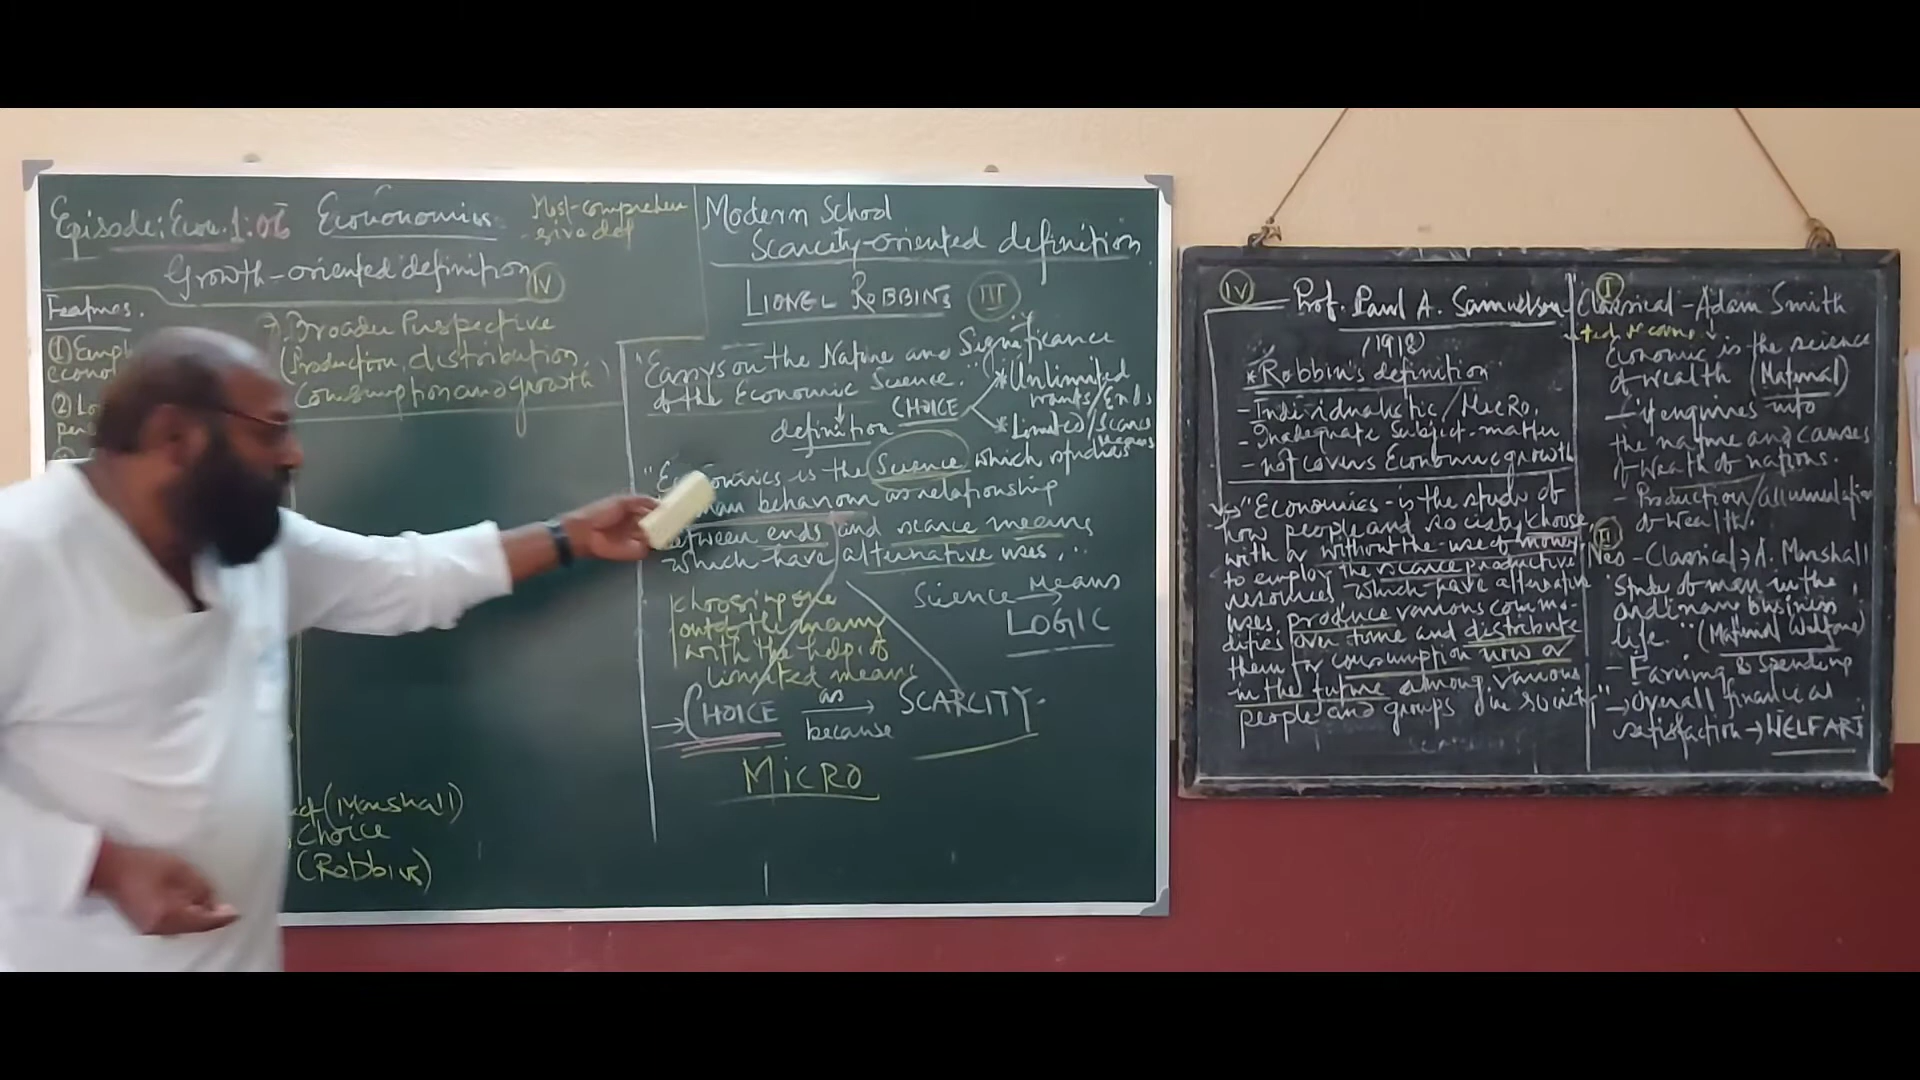 Episode: Econ. 1:06 Econonomics
Most-comprehen
sive def
Growth-oriented definition IV
Features.
① Emph
econo
② Lo
pe
7) Broader Purspective
(Production, distribution,
Consumption and growth)
ect (Marshall)
Choice
(Robbins)
Modern School
Scarcity-oriented definition
LIONEL ROBBINS III
"Essays on the Nature and Significance
of the Economic Science."
CHOICE
* Unlimited
wants/Ends
* Limited/Scarce
Means
definition
"Economics is the Science which studies
behaviour as relationship
between ends and scarce means
which have alternative uses."
Science Means
LOGIC
choosing one
out of the many
with the help of
limited means
→ CHOICE as because → SCARCITY.
MICRO
IV
Prof. Paul A. Samuelson
* Robbin's definition
- Individualistic/Micro.
- Inadequate Subject-matter
- not covers Economic growth
→ "Economics is the study of
how people and society choose,
with or without the use of money
to employ the scarce productive
resources which have alternative
uses, produce various commo-
dities over time and distribute
them for consumption now or
in the future among various
people and groups in society"
I
Classical - Adam Smith
Economic is the science
of wealth (Material)
- it enquires into
the nature and causes
of wealth of nations.
- Production/accumulation
of wealth.
II
Neo-Classical → A. Marshall
"Study of man in the
ordinary business
life." (Material Welfare)
- Earning & Spending
→ Overall financial
satisfaction → WELFARE